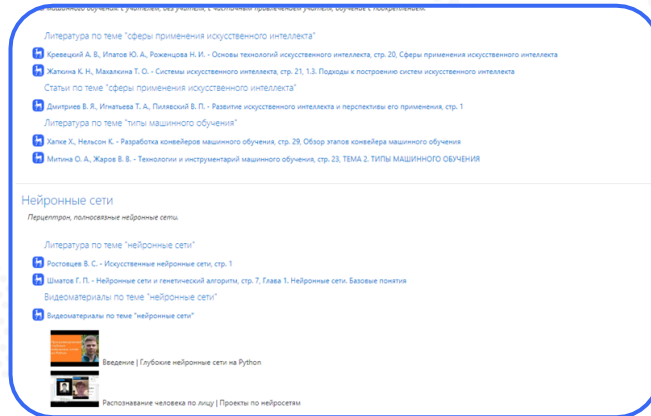 машинного обучения: с учителем, без учителя, с частичным привлечением учителя, обучение с подкреплением.
Литература по теме "сферы применения искусственного интеллекта"
Кревецкий А. В., Ипатов Ю. А., Роженцова Н. И. - Основы технологий искусственного интеллекта, стр. 20, Сферы применения искусственного интеллекта
Жаткина К. Н., Махалкина Т. О. - Системы искусственного интеллекта, стр. 21, 1.3. Подходы к построению систем искусственного интеллекта
Статьи по теме "сферы применения искусственного интеллекта"
Дмитриев В. Я., Игнатьева Т. А., Пилявский В. П. - Развитие искусственного интеллекта и перспективы его применения, стр. 1
Литература по теме "типы машинного обучения"
Хапке Х., Нельсон К. - Разработка конвейеров машинного обучения, стр. 29, Обзор этапов конвейера машинного обучения
Митина О. А., Жаров В. В. - Технологии и инструментарий машинного обучения, стр. 23, ТЕМА 2. ТИПЫ МАШИННОГО ОБУЧЕНИЯ
Нейронные сети
Перцептрон, полносвязные нейронные сети.
Литература по теме "нейронные сети"
Ростовцев В. С. - Искусственные нейронные сети, стр. 1
Шматов Г. П. - Нейронные сети и генетический алгоритм, стр. 7, Глава 1. Нейронные сети. Базовые понятия
Видеоматериалы по теме "нейронные сети"
Видеоматериалы по теме "нейронные сети"
Введение | Глубокие нейронные сети на Python
Распознавание человека по лицу | Проекты по нейросетям